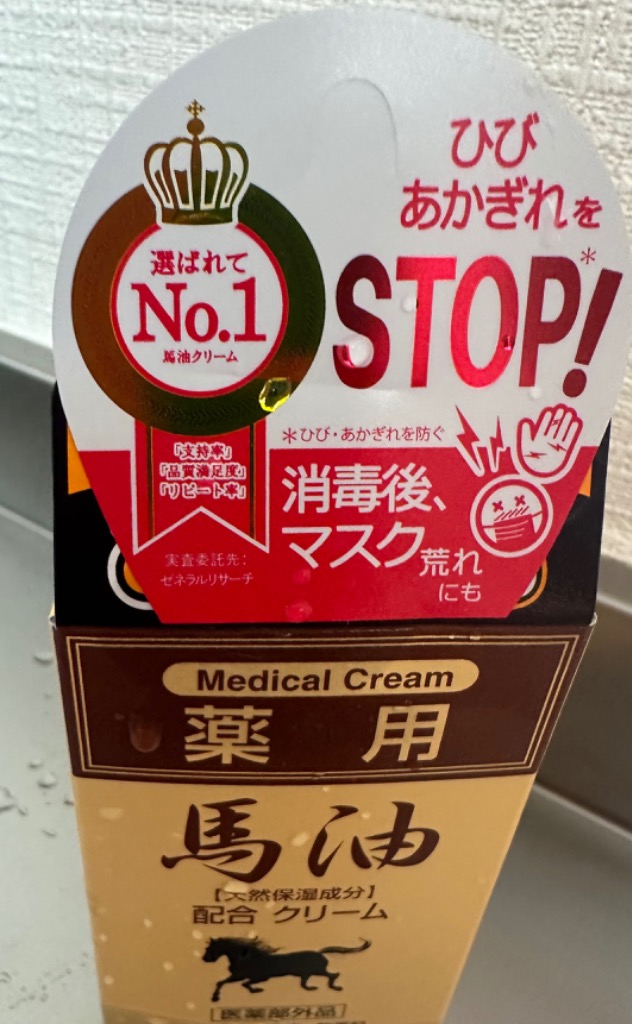 ひび
あかぎれを
STOP!*
選ばれて
No.1
馬油クリーム
「支持率」
「品質満足度」
「リピート率」
実査委託先:
ゼネラルリサーチ
*ひび・あかぎれを防ぐ
消毒後、
マスク荒れ
にも
Medical Cream
薬用
馬油
【天然保湿成分】
配合 クリーム
医薬部外品